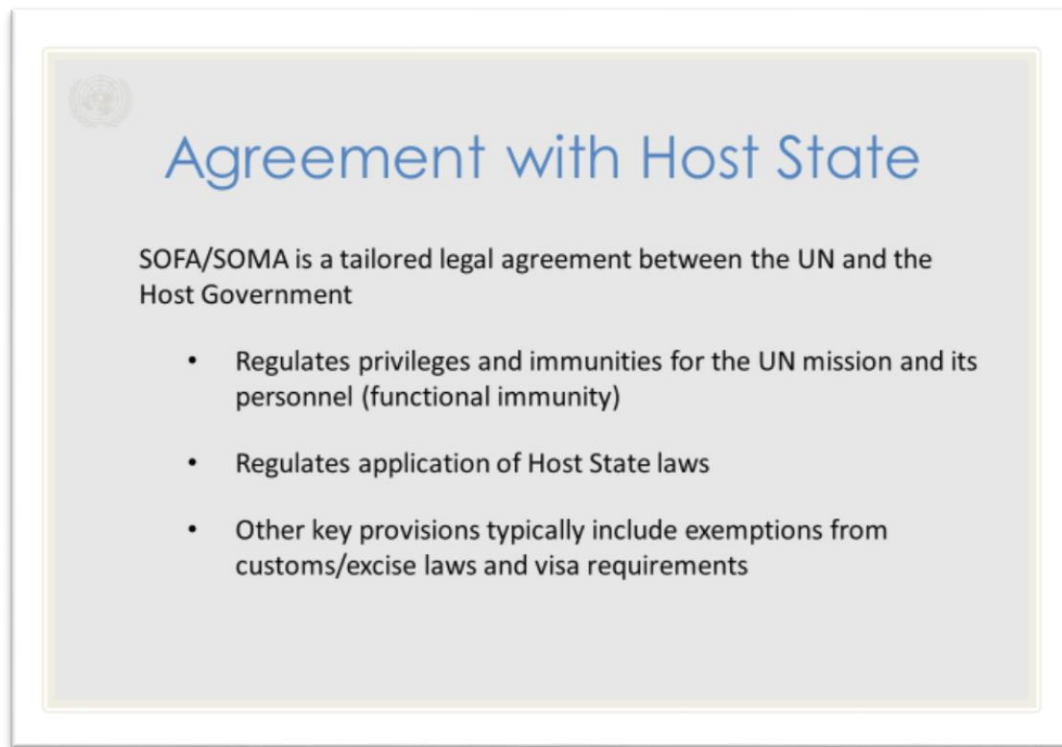 Agreement with Host State
SOFA/SOMA is a tailored legal agreement between the UN and the
Host Government
• Regulates privileges and immunities for the UN mission and its
personnel (functional immunity)
• Regulates application of Host State laws
• Other key provisions typically include exemptions from
customs/excise laws and visa requirements